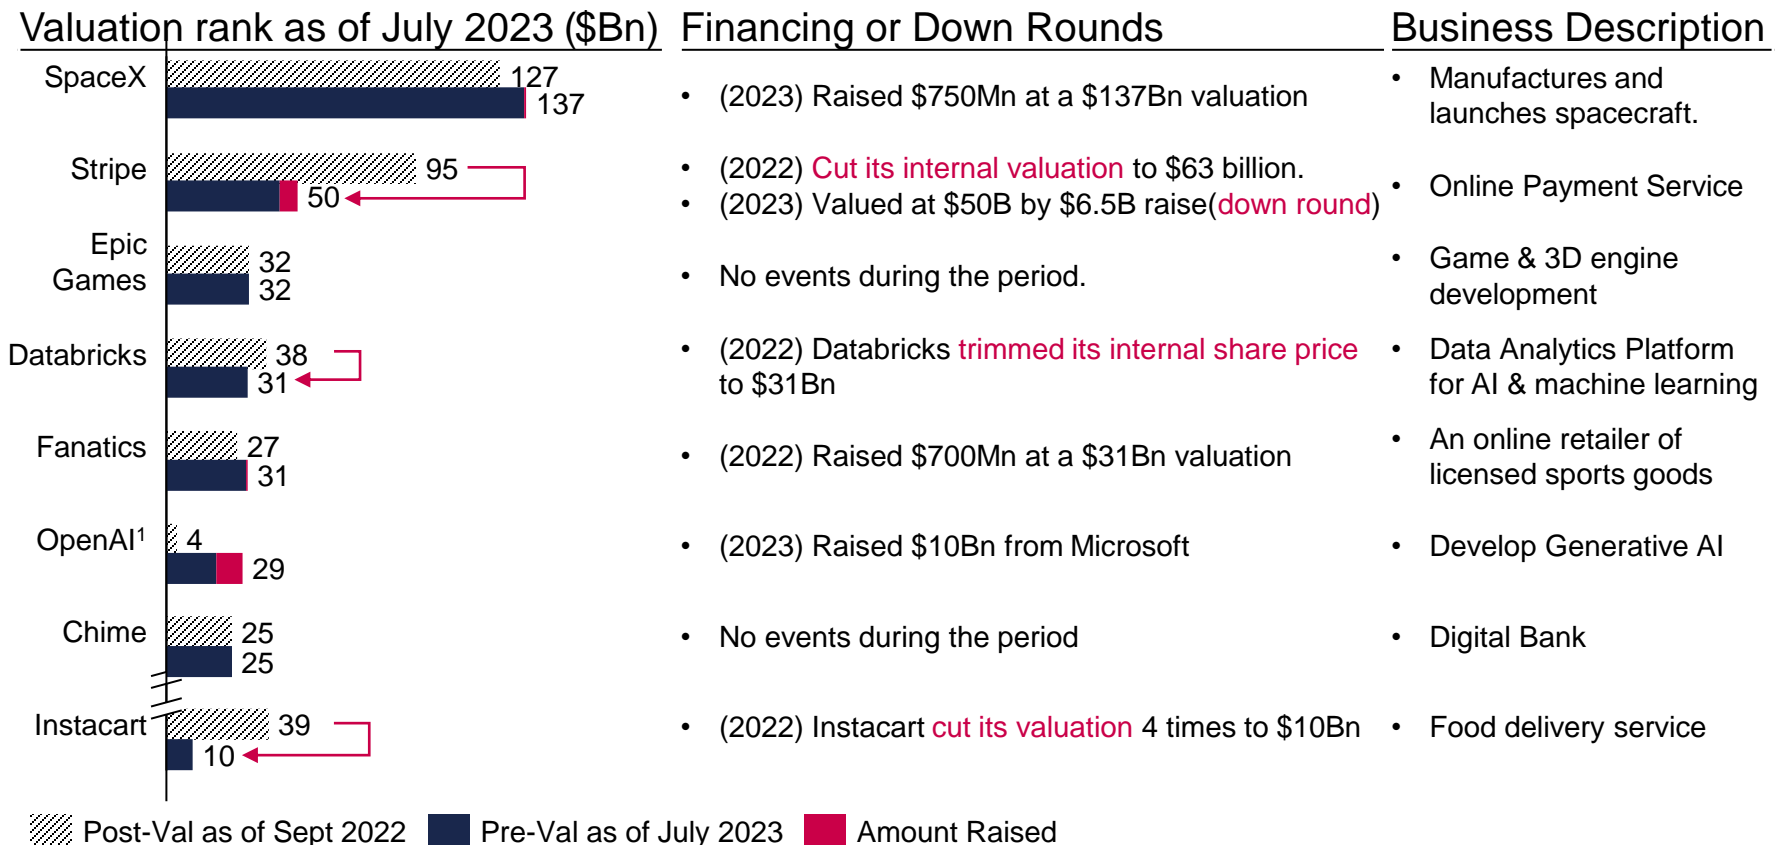 Valuation rank as of July 2023 ($Bn)
Financing or Down Rounds
Business Description
SpaceX
127
137
• (2023) Raised $750Mn at a $137Bn valuation
• Manufactures and
launches spacecraft.
Stripe
95
50
• (2022) Cut its internal valuation to $63 billion.
• (2023) Valued at $50B by $6.5B raise(down round)
• Online Payment Service
Epic
Games
32
32
• No events during the period.
• Game & 3D engine
development
Databricks
38
31
• (2022) Databricks trimmed its internal share price
to $31Bn
• Data Analytics Platform
for AI & machine learning
Fanatics
27
31
• (2022) Raised $700Mn at a $31Bn valuation
• An online retailer of
licensed sports goods
OpenAI¹
4
29
• (2023) Raised $10Bn from Microsoft
• Develop Generative AI
Chime
25
25
• No events during the period
• Digital Bank
Instacart
39
10
• (2022) Instacart cut its valuation 4 times to $10Bn
• Food delivery service
Post-Val as of Sept 2022
Pre-Val as of July 2023
Amount Raised